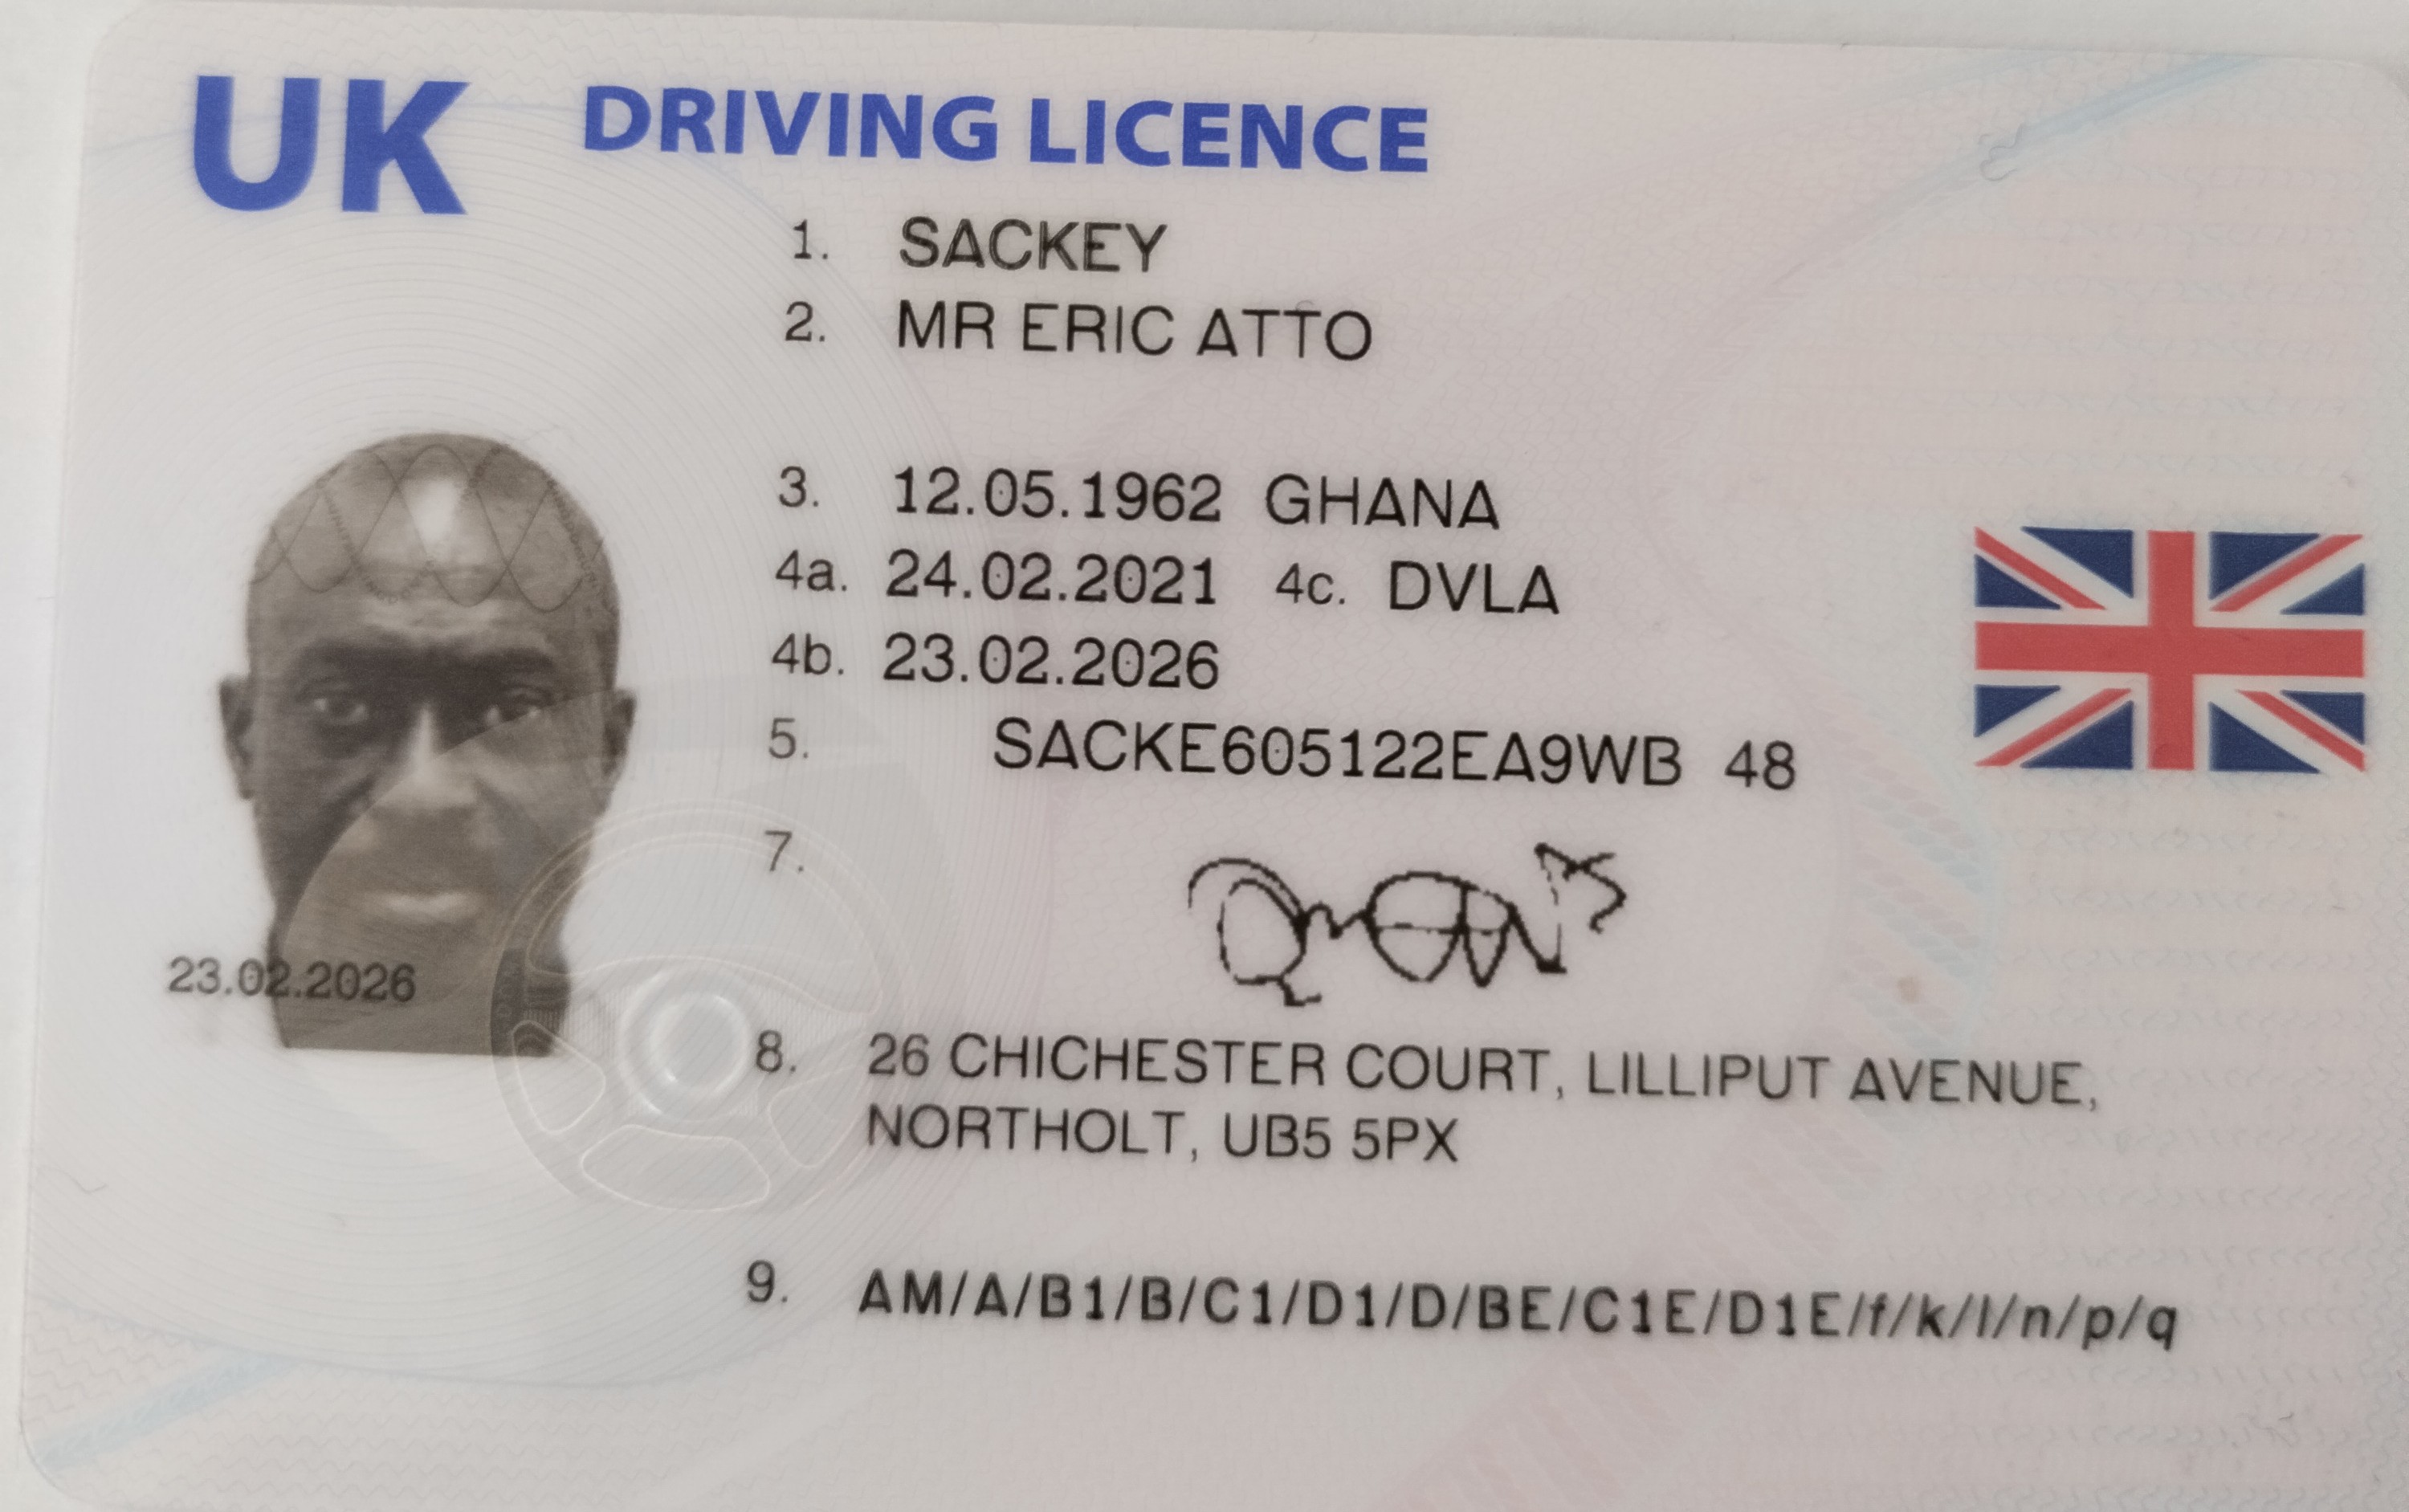 UK DRIVING LICENCE
1. SACKEY
2. MR ERIC ATTO
3. 12.05.1962 GHANA
4a. 24.02.2021 4c. DVLA
4b. 23.02.2026
5. SACKE605122EA9WB 48
7.
23.02.2026
8. 26 CHICHESTER COURT, LILLIPUT AVENUE,
NORTHOLT, UB5 5PX
9. AM/A/B1/B/C1/D1/D/BE/C1E/D1E/f/k/l/n/p/q